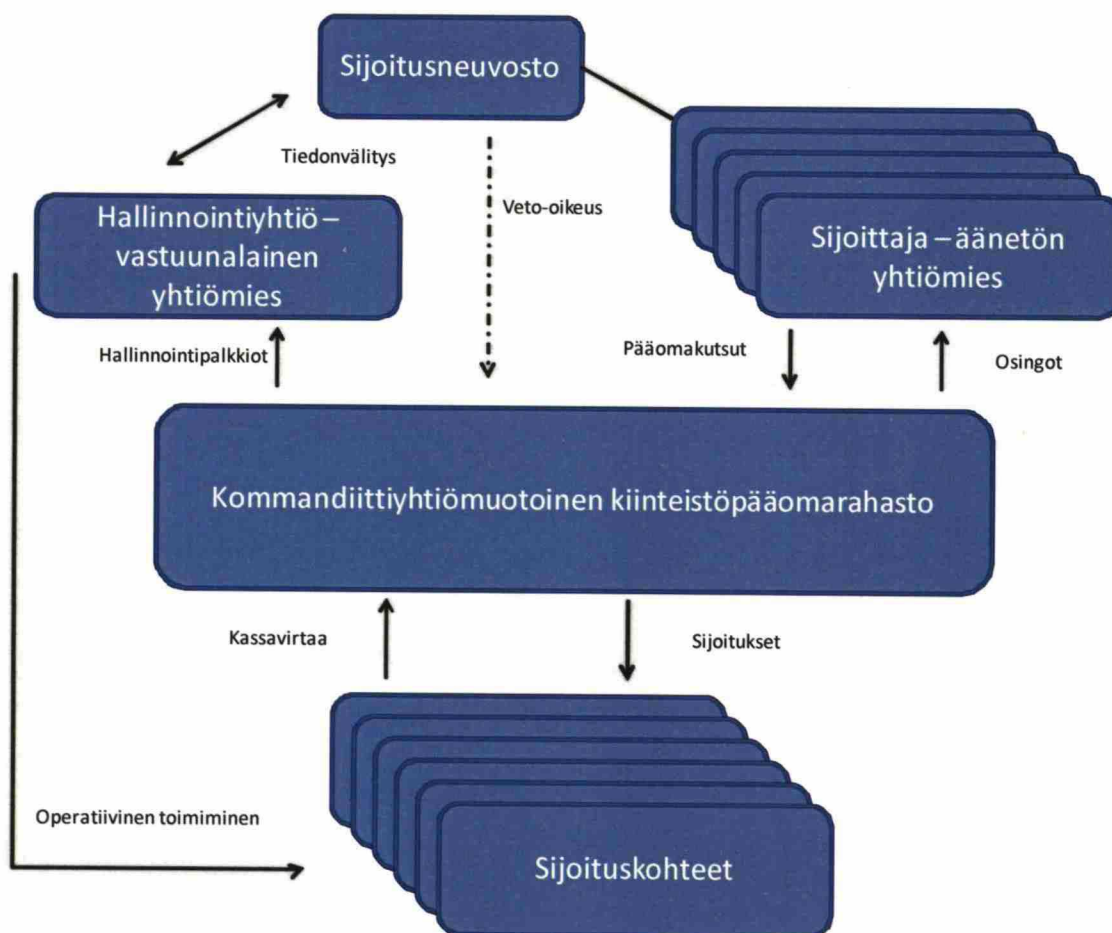 Sijoitusneuvosto
Tiedonvälitys
Hallinnointiyhtiö –
vastuunalainen
yhtiömies
Veto-oikeus
Sijoittaja – äänetön
yhtiömies
Hallinnointipalkkiot
Pääomakutsut
Osingot
Kommandiittiyhtiömuotoinen kiinteistöpääomarahasto
Kassavirtaa
Sijoitukset
Operatiivinen toimiminen
Sijoituskohteet